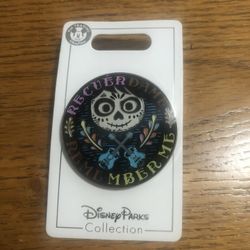 RECUERDAME
REMEMBER ME
Disney Parks
Collection